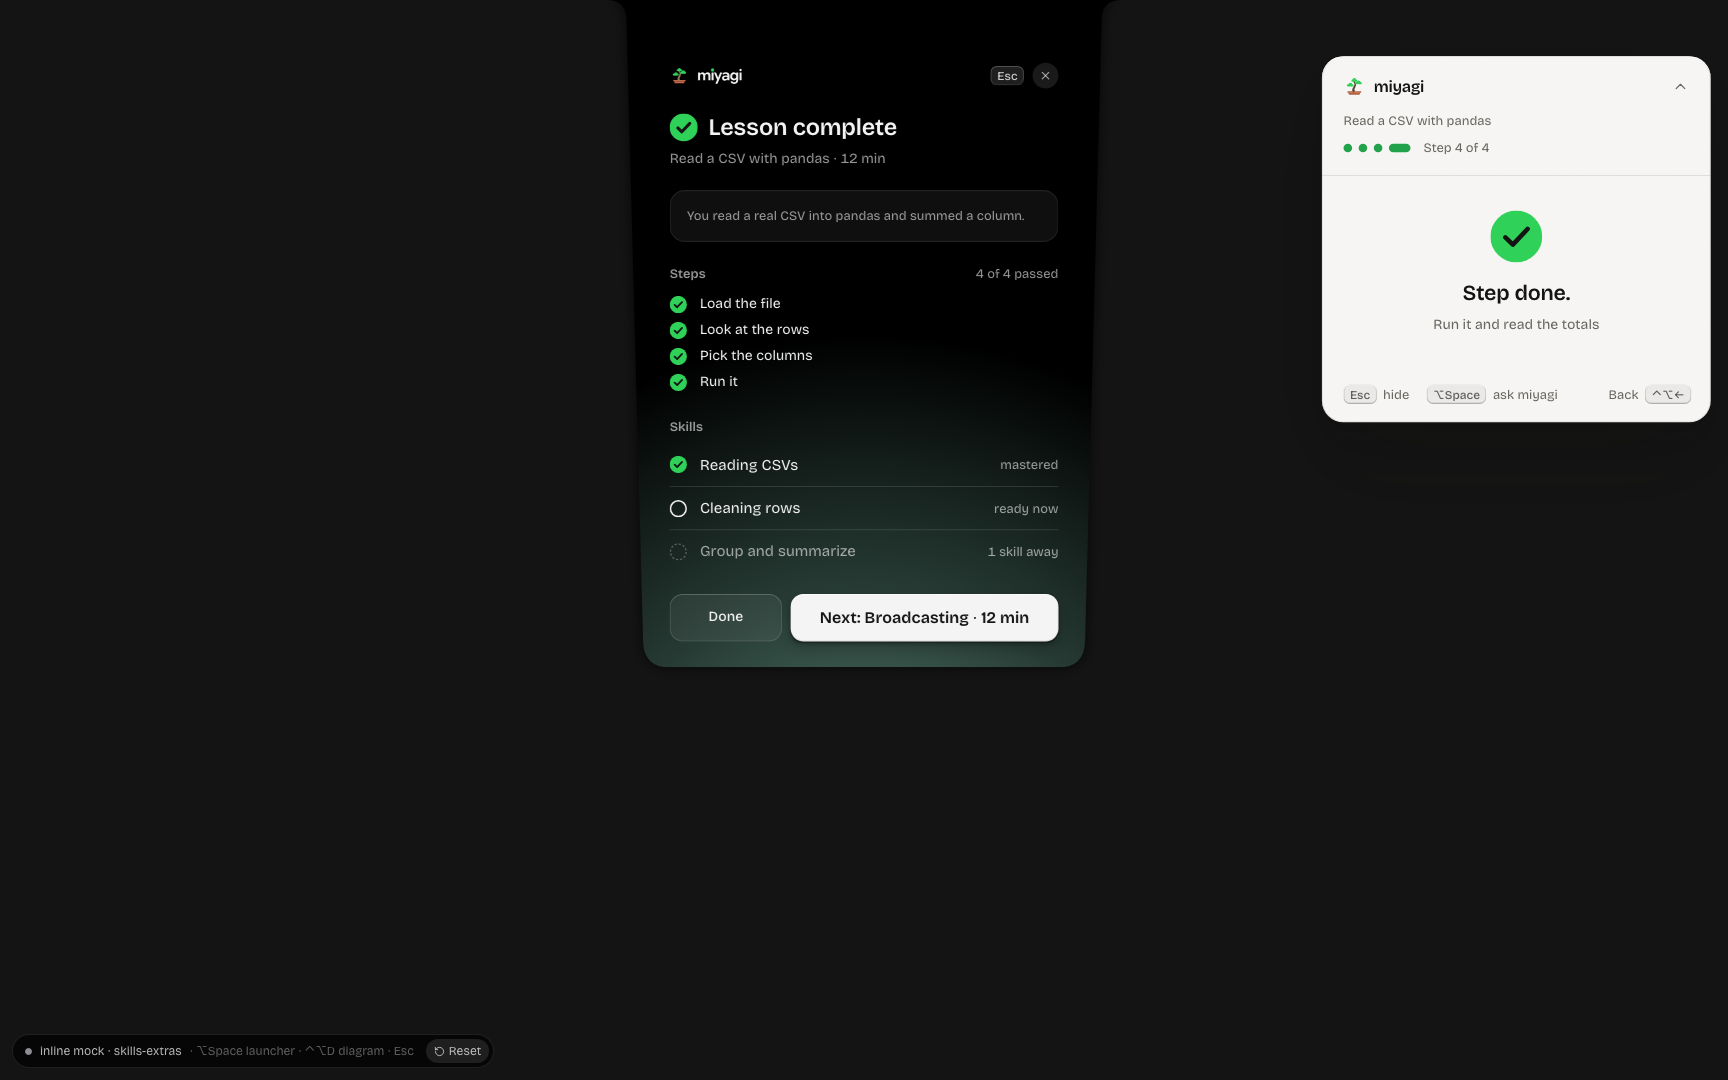 miyagi
Esc
Lesson complete
Read a CSV with pandas · 12 min
You read a real CSV into pandas and summed a column.
Steps 4 of 4 passed
Load the file
Look at the rows
Pick the columns
Run it
Skills
Reading CSVs mastered
Cleaning rows ready now
Group and summarize 1 skill away
Done Next: Broadcasting · 12 min
miyagi
Read a CSV with pandas
Step 4 of 4
Step done.
Run it and read the totals
Esc hide ⌥Space ask miyagi Back ⌃⌥←
inline mock · skills-extras · ⌥Space launcher · ⌃⌥D diagram · Esc Reset